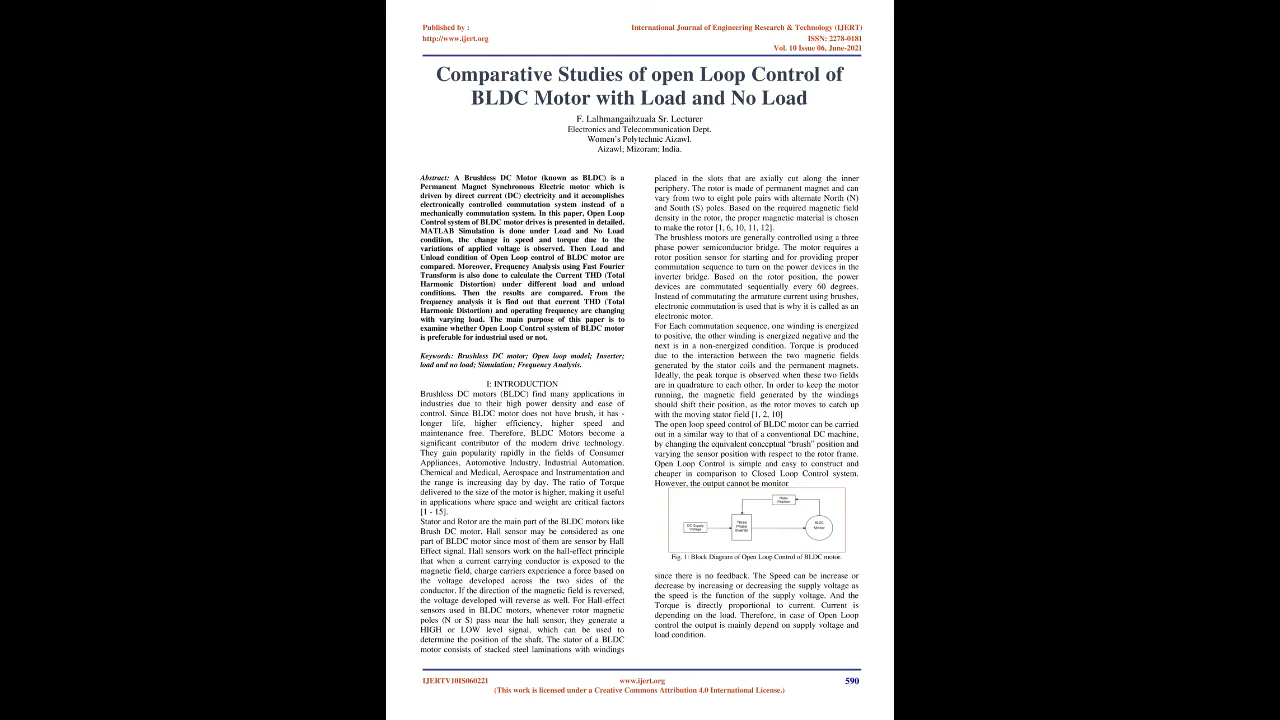 Published by :
http://www.ijert.org
International Journal of Engineering Research & Technology (IJERT)
ISSN: 2278-0181
Vol. 10 Issue 06, June-2021
Comparative Studies of open Loop Control of
BLDC Motor with Load and No Load
F. Lalhmangaihzuala Sr. Lecturer
Electronics and Telecommunication Dept.
Women's Polytechnic Aizawl.
Aizawl; Mizoram; India.
Abstract: A Brushless DC Motor (known as BLDC) is a
Permanent Magnet Synchronous Electric motor which is
driven by direct current (DC) electricity and it accomplishes
electronically controlled commutation system instead of a
mechanically commutation system. In this paper, Open Loop
Control system of BLDC motor drives is presented in detailed.
MATLAB Simulation is done under Load and No Load
condition, the change in speed and torque due to the
variations of applied voltage is observed. Then Load and
Unload condition of Open Loop control of BLDC motor are
compared. Moreover, Frequency Analysis using Fast Fourier
Transform is also done to calculate the Current THD (Total
Harmonic Distortion) under different load and unload
conditions. Then the results are compared. From the
frequency analysis it is find out that current THD (Total
Harmonic Distortion) and operating frequency are changing
with varying load. The main purpose of this paper is to
examine whether Open Loop Control system of BLDC motor
is preferable for industrial used or not.
Keywords: Brushless DC motor; Open loop model; Inverter;
load and no load; Simulation; Frequency Analysis.
I: INTRODUCTION
Brushless DC motors (BLDC) find many applications in
industries due to their high power density and ease of
control. Since BLDC motor does not have brush, it has -
longer life, higher efficiency, higher speed and
maintenance free. Therefore, BLDC Motors become a
significant contributor of the modern drive technology.
They gain popularity rapidly in the fields of Consumer
Appliances, Automotive Industry, Industrial Automation,
Chemical and Medical, Aerospace and Instrumentation and
the range is increasing day by day. The ratio of Torque
delivered to the size of the motor is higher, making it useful
in applications where space and weight are critical factors
[1 - 15].
Stator and Rotor are the main part of the BLDC motors like
Brush DC motor. Hall sensor may be considered as one
part of BLDC motor since most of them are sensor by Hall
Effect signal. Hall sensors work on the hall-effect principle
that when a current carrying conductor is exposed to the
magnetic field, charge carriers experience a force based on
the voltage developed across the two sides of the
conductor. If the direction of the magnetic field is reversed,
the voltage developed will reverse as well. For Hall-effect
sensors used in BLDC motors, whenever rotor magnetic
poles (N or S) pass near the hall sensor, they generate a
HIGH or LOW level signal, which can be used to
determine the position of the shaft. The stator of a BLDC
motor consists of stacked steel laminations with windings
placed in the slots that are axially cut along the inner
periphery. The rotor is made of permanent magnet and can
vary from two to eight pole pairs with alternate North (N)
and South (S) poles. Based on the required magnetic field
density in the rotor, the proper magnetic material is chosen
to make the rotor [1, 6, 10, 11, 12].
The brushless motors are generally controlled using a three
phase power semiconductor bridge. The motor requires a
rotor position sensor for starting and for providing proper
commutation sequence to turn on the power devices in the
inverter bridge. Based on the rotor position, the power
devices are commutated sequentially every 60 degrees.
Instead of commutating the armature current using brushes,
electronic commutation is used that is why it is called as an
electronic motor.
For Each commutation sequence, one winding is energized
to positive, the other winding is energized negative and the
next is in a non-energized condition. Torque is produced
due to the interaction between the two magnetic fields
generated by the stator coils and the permanent magnets.
Ideally, the peak torque is observed when these two fields
are in quadrature to each other. In order to keep the motor
running, the magnetic field generated by the windings
should shift their position, as the rotor moves to catch up
with the moving stator field [1, 2, 10]
The open loop speed control of BLDC motor can be carried
out in a similar way to that of a conventional DC machine,
by changing the equivalent conceptual “brush” position and
varying the sensor position with respect to the rotor frame.
Open Loop Control is simple and easy to construct and
cheaper in comparison to Closed Loop Control system.
However, the output cannot be monitor
Rotor
Position
DC Supply
Voltage
Three
Phase
Inverter
BLDC
Motor
Fig. 1: Block Diagram of Open Loop Control of BLDC motor.
since there is no feedback. The Speed can be increase or
decrease by increasing or decreasing the supply voltage as
the speed is the function of the supply voltage. And the
Torque is directly proportional to current. Current is
depending on the load. Therefore, in case of Open Loop
control the output is mainly depend on supply voltage and
load condition.
IJERTV10IS060221
www.ijert.org
590
(This work is licensed under a Creative Commons Attribution 4.0 International License.)